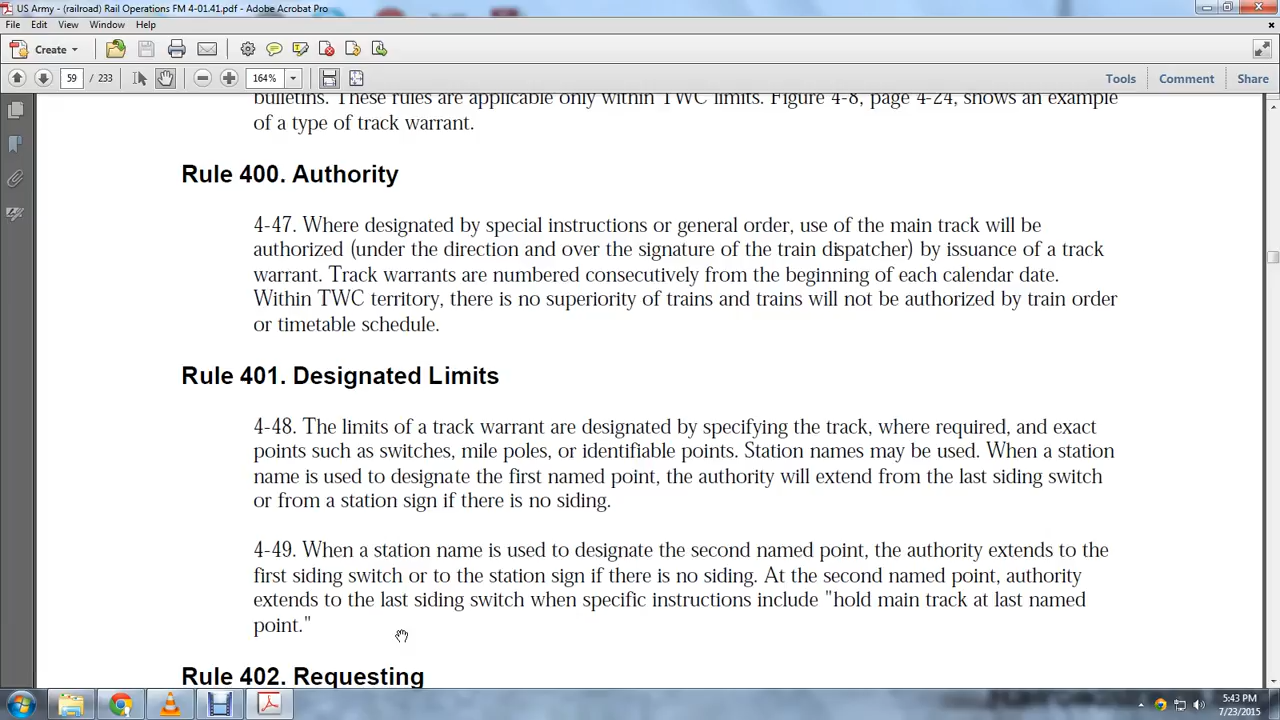 US Army - (railroad) Rail Operations FM 4-01.41.pdf - Adobe Acrobat Pro
File Edit View Window Help
Create
59 / 233 164% Tools Comment Share
bulletins. These rules are applicable only within TWC limits. Figure 4-8, page 4-24, shows an example
of a type of track warrant.
Rule 400. Authority
4-47. Where designated by special instructions or general order, use of the main track will be
authorized (under the direction and over the signature of the train dispatcher) by issuance of a track
warrant. Track warrants are numbered consecutively from the beginning of each calendar date.
Within TWC territory, there is no superiority of trains and trains will not be authorized by train order
or timetable schedule.
Rule 401. Designated Limits
4-48. The limits of a track warrant are designated by specifying the track, where required, and exact
points such as switches, mile poles, or identifiable points. Station names may be used. When a station
name is used to designate the first named point, the authority will extend from the last siding switch
or from a station sign if there is no siding.
4-49. When a station name is used to designate the second named point, the authority extends to the
first siding switch or to the station sign if there is no siding. At the second named point, authority
extends to the last siding switch when specific instructions include "hold main track at last named
point."
Rule 402. Requesting
5:43 PM
7/23/2015